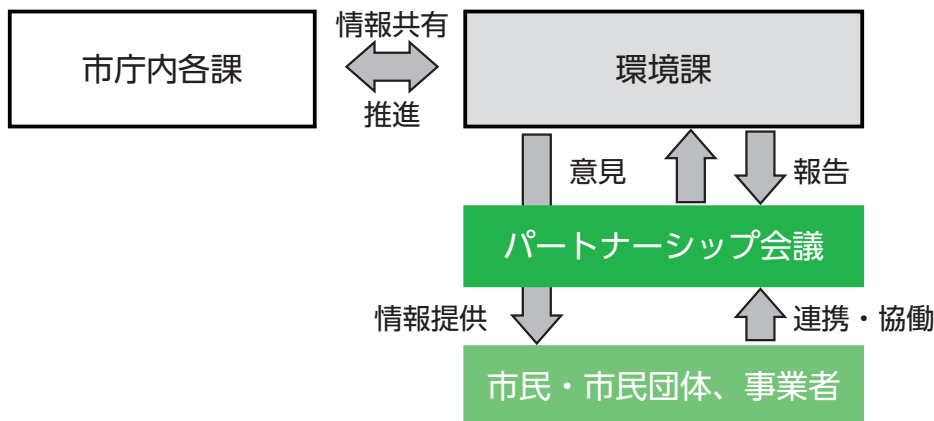 情報共有
市庁内各課
環境課
推進
意見
報告
パートナーシップ会議
情報提供
連携・協働
市民・市民団体、事業者